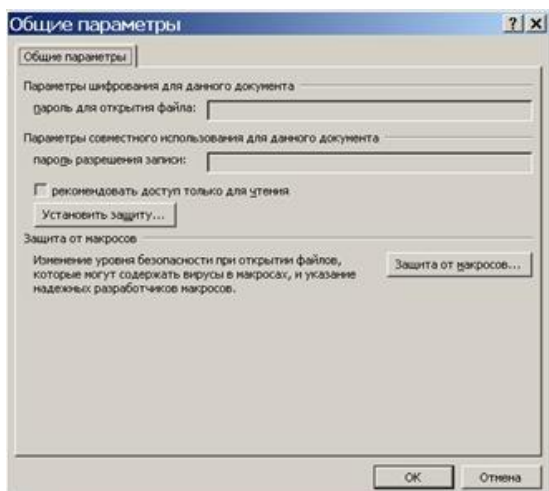 Общие параметры
Общие параметры
Параметры шифрования для данного документа
пароль для открытия файла:
Параметры совместного использования для данного документа
пароль разрешения записи:
рекомендовать доступ только для чтения
Установить защиту...
Защита от макросов
Изменение уровня безопасности при открытии файлов,
которые могут содержать вирусы в макросах, и указание
надежных разработчиков макросов.
Защита от макросов...
ОК
Отмена